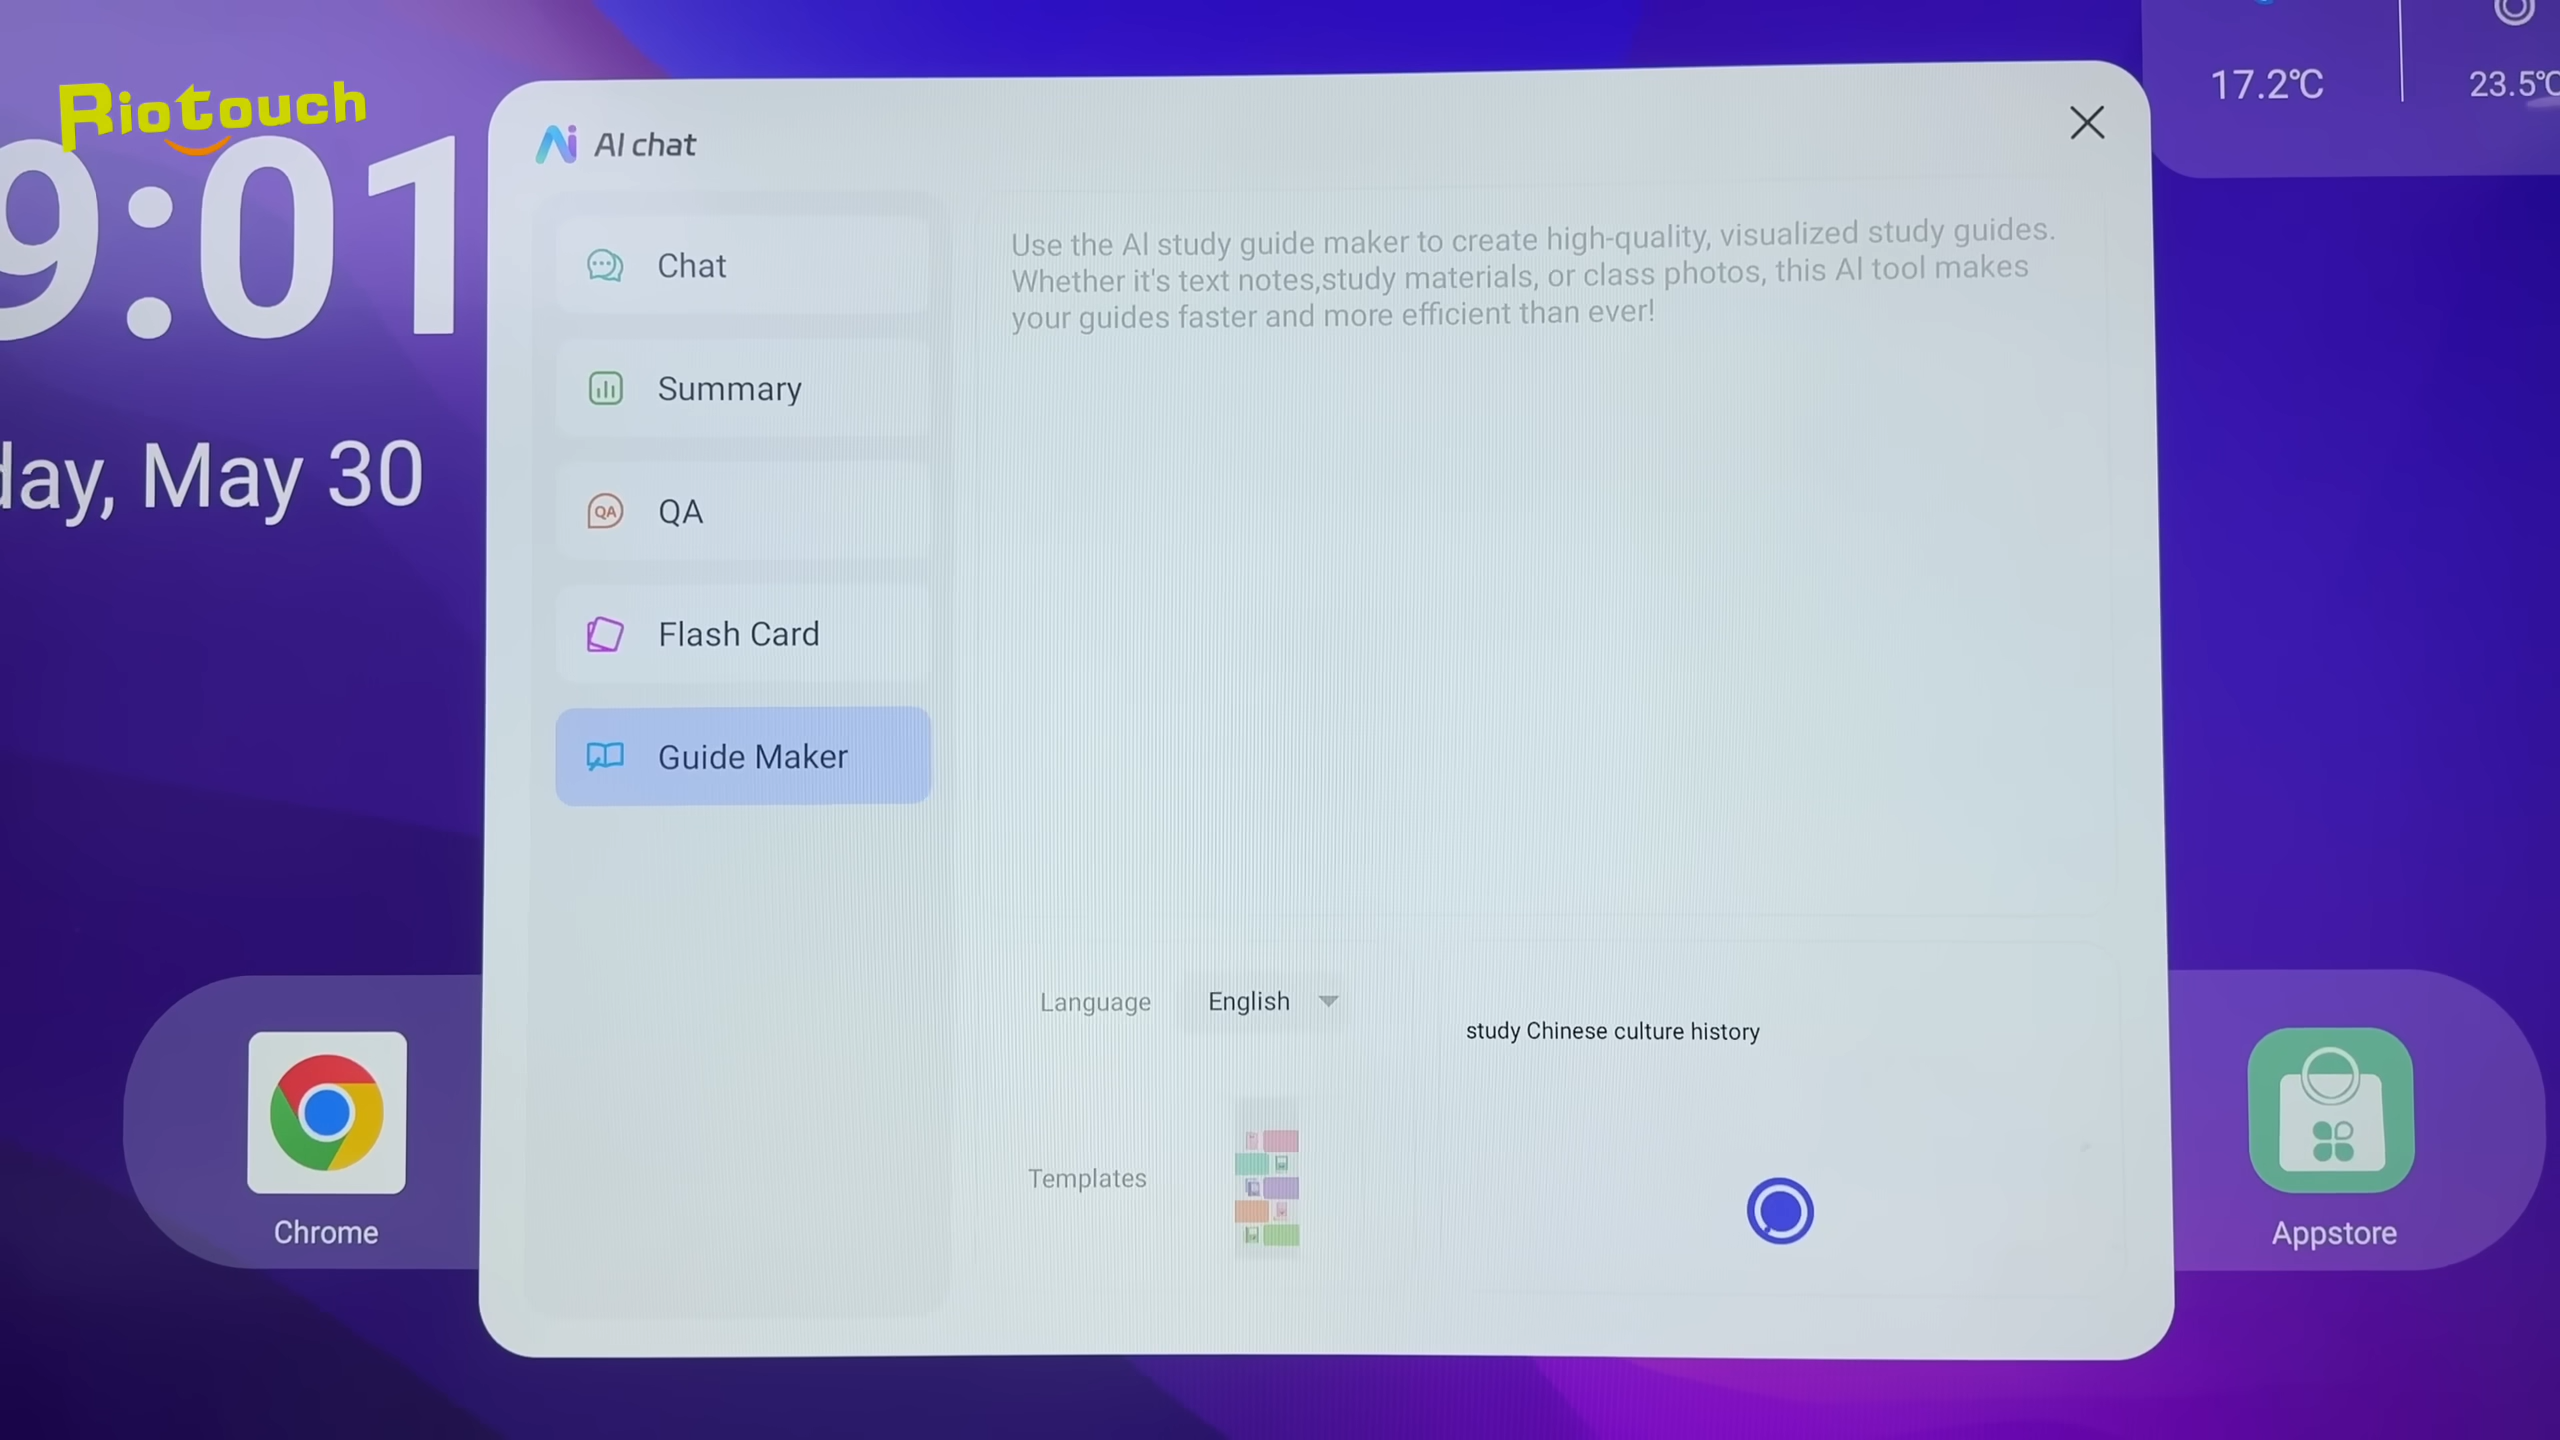 Riotouch
9:01
day, May 30
17.2℃
23.5℃
AI chat
Chat
Summary
QA
QA
Flash Card
Guide Maker
Use the AI study guide maker to create high-quality, visualized study guides.
Whether it's text notes,study materials, or class photos, this AI tool makes
your guides faster and more efficient than ever!
Language
English
study Chinese culture history
Templates
Chrome
Appstore